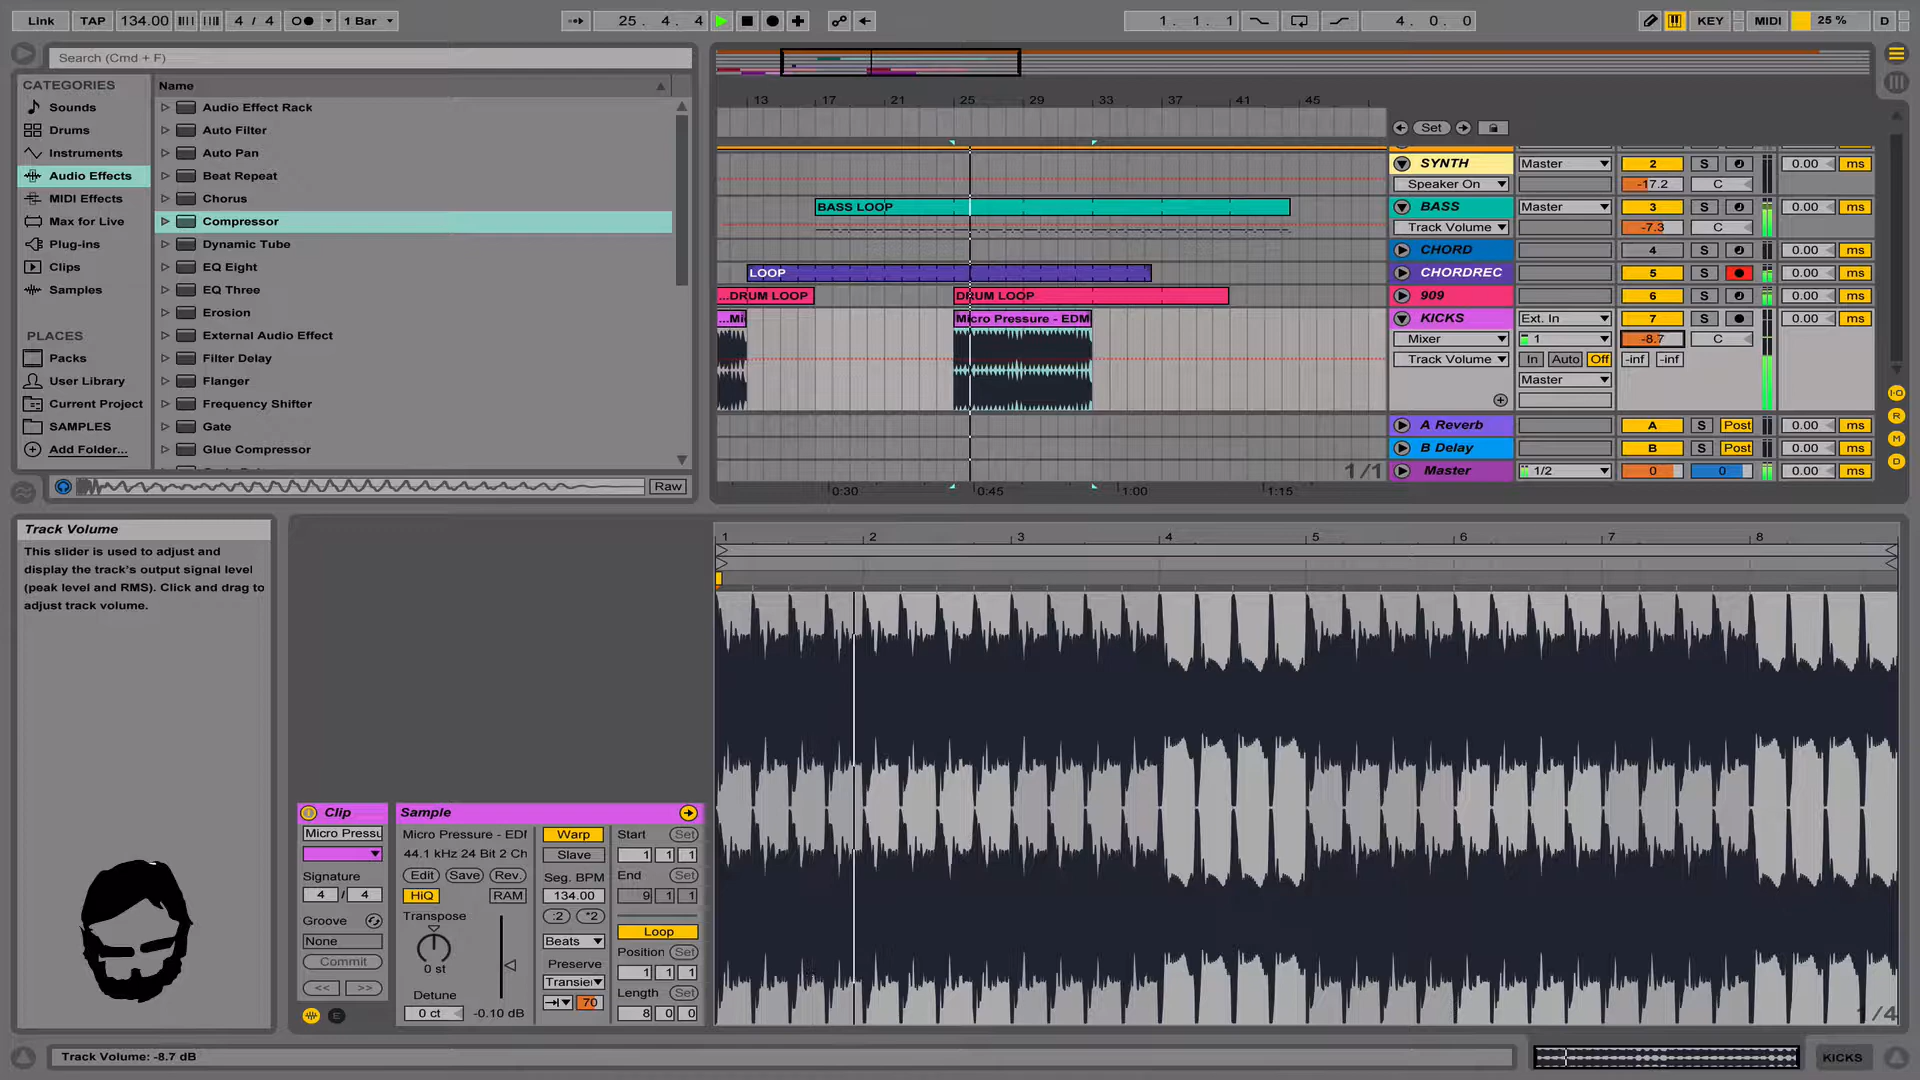 Link TAP 134.00 4 / 4 1 Bar 25. 4. 4 1. 1. 1 4. 0. 0 KEY MIDI 25 % D
Search (Cmd + F)
CATEGORIES
Sounds
Drums
Instruments
Audio Effects
MIDI Effects
Max for Live
Plug-ins
Clips
Samples
PLACES
Packs
User Library
Current Project
SAMPLES
Add Folder...
Name
Audio Effect Rack
Auto Filter
Auto Pan
Beat Repeat
Chorus
Compressor
Dynamic Tube
EQ Eight
EQ Three
Erosion
External Audio Effect
Filter Delay
Flanger
Frequency Shifter
Gate
Glue Compressor
Raw
13 17 21 25 29 33 37 41 45
Set
BASS LOOP
LOOP
...DRUM LOOP DRUM LOOP
...Mi Micro Pressure - EDM
1/1
0:30 0:45 1:00 1:15
SYNTH Master 2 S 0.00 ms
Speaker On -17.2 C
BASS Master 3 S 0.00 ms
Track Volume -7.3 C
CHORD 4 S 0.00 ms
CHORDREC 5 S 0.00 ms
909 6 S 0.00 ms
KICKS Ext. In 7 S 0.00 ms
Mixer 1 -8.7 C
Track Volume In Auto Off -inf -inf
Master
A Reverb A S Post 0.00 ms
B Delay B S Post 0.00 ms
Master 1/2 0 0 0.00 ms
I-O
R
M
D
Track Volume
This slider is used to adjust and
display the track's output signal level
(peak level and RMS). Click and drag to
adjust track volume.
Clip
Micro Pressu
Signature
4 / 4
Groove
None
Commit
<< >>
E
Sample
Micro Pressure - EDM
44.1 kHz 24 Bit 2 Ch
Edit Save Rev.
HiQ RAM
Transpose
0 st
Detune
0 ct -0.10 dB
Warp
Slave
Seg. BPM
134.00
:2 *2
Beats
Preserve
Transie
70
Start Set
1 1 1
End Set
9 1 1
Loop
Position Set
1 1 1
Length Set
8 0 0
1 2 3 4 5 6 7 8
1/4
Track Volume: -8.7 dB
KICKS